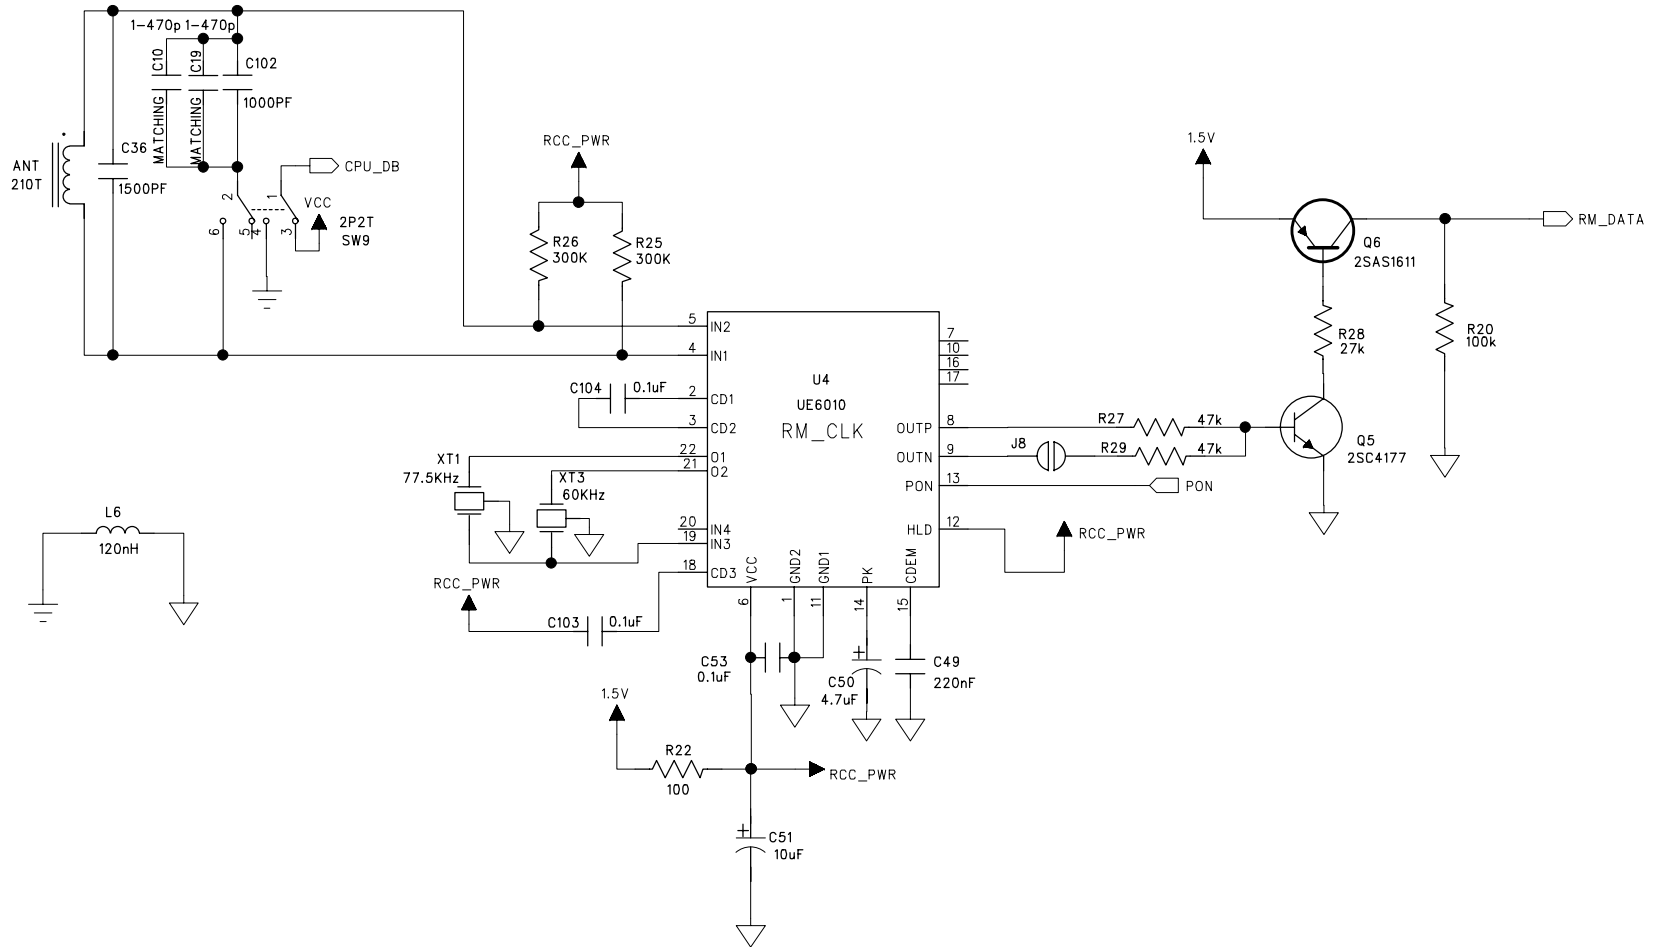 1-470p 1-470p
C10
C19
C102
1000PF
MATCHING
MATCHING
C36
1500PF
ANT
210T
CPU_DB
2
1
VCC
2P2T
SW9
6
5
4
3
RCC_PWR
R26
300K
R25
300K
1.5V
Q6
2SAS1611
RM_DATA
R28
27k
R20
100k
5
IN2
4
IN1
C104
0.1uF
2
CD1
3
CD2
22
O1
21
O2
20
IN4
19
IN3
18
CD3
U4
UE6010
RM_CLK
7
10
16
17
OUTP
8
OUTN
9
PON
13
HLD
12
R27
47k
J8
R29
47k
Q5
2SC4177
PON
RCC_PWR
XT1
77.5KHz
XT3
60KHz
L6
120nH
RCC_PWR
C103
0.1uF
VCC
GND2
GND1
PK
CDEM
6
1
11
14
15
C53
0.1uF
C50
4.7uF
+
C49
220nF
1.5V
R22
100
RCC_PWR
+
C51
10uF